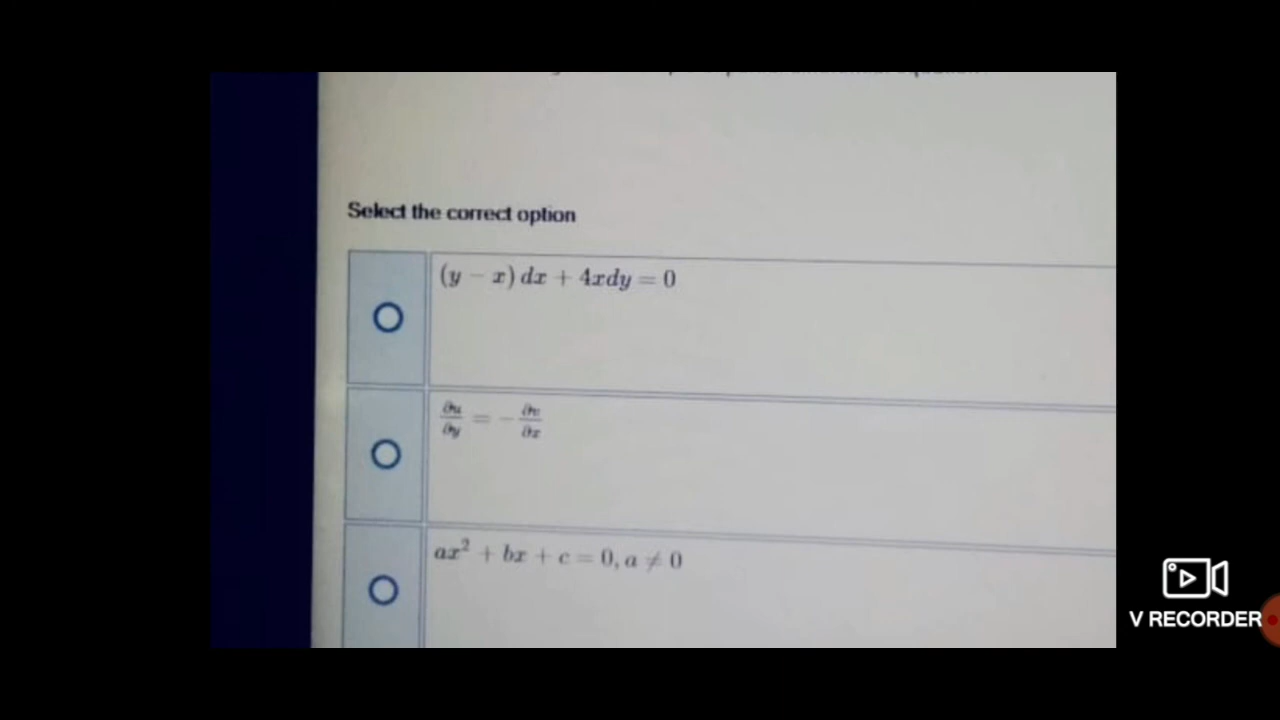 Select the correct option
(y − x) dx + 4xdy = 0
∂u/∂y = − ∂v/∂x
ax² + bx + c = 0, a ≠ 0
V RECORDER